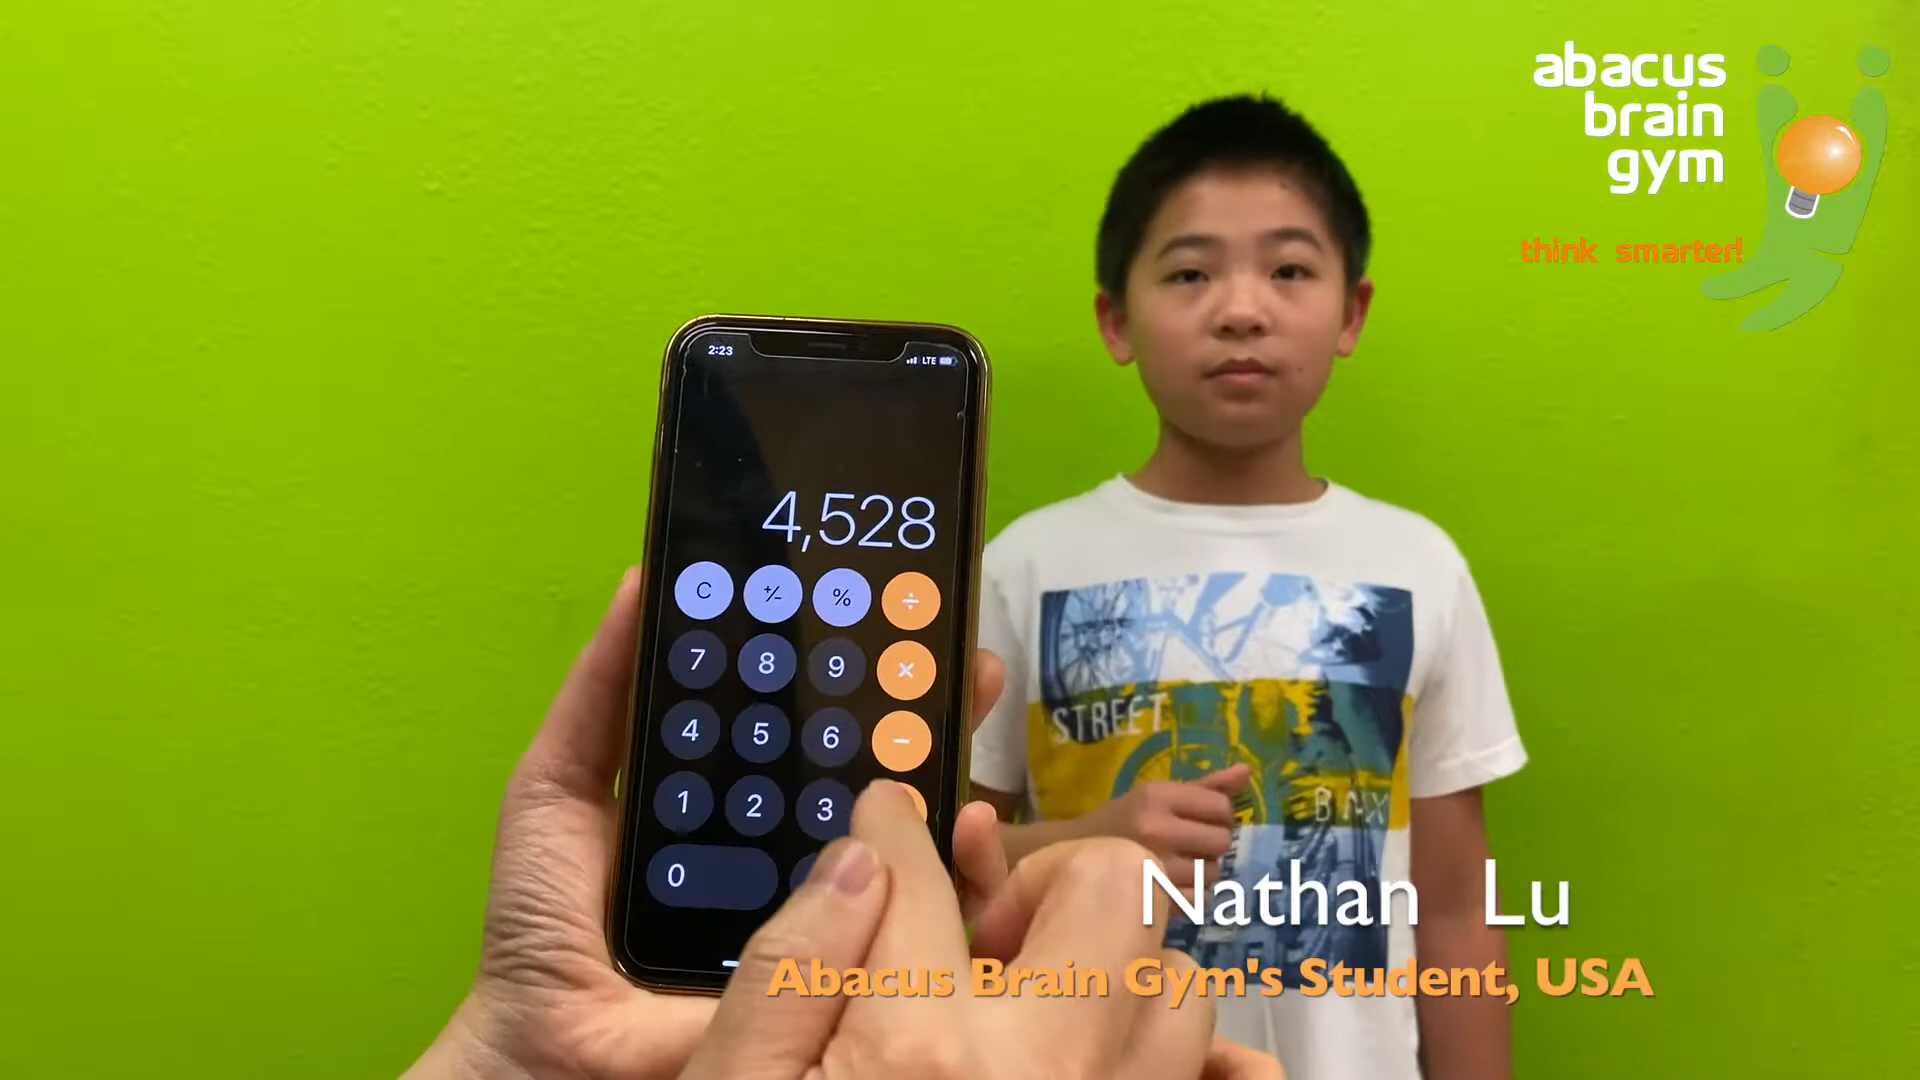 abacus
brain
gym
think smarter!
2:23
LTE
4,528
C +/- % ÷
7 8 9 ×
4 5 6 −
1 2 3
0
STREET
Nathan Lu
Abacus Brain Gym's Student, USA